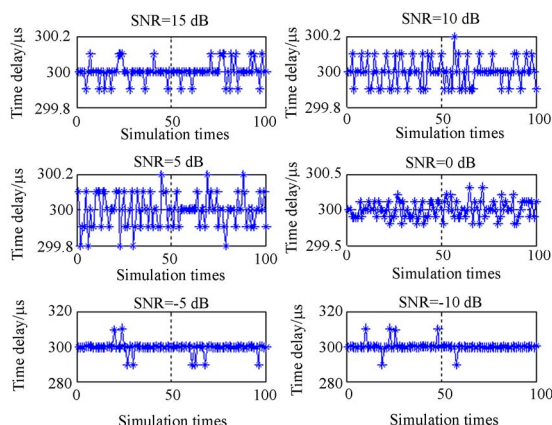 SNR=15 dB
Time delay/μs
300.2
300
299.8
0
50
100
Simulation times
SNR=10 dB
Time delay/μs
300.2
300
299.8
0
50
100
Simulation times
SNR=5 dB
Time delay/μs
300.2
300
299.8
0
50
100
Simulation times
SNR=0 dB
Time delay/μs
300.5
300
299.5
0
50
100
Simulation times
SNR=-5 dB
Time delay/μs
320
300
280
0
50
100
Simulation times
SNR=-10 dB
Time delay/μs
320
300
280
0
50
100
Simulation times